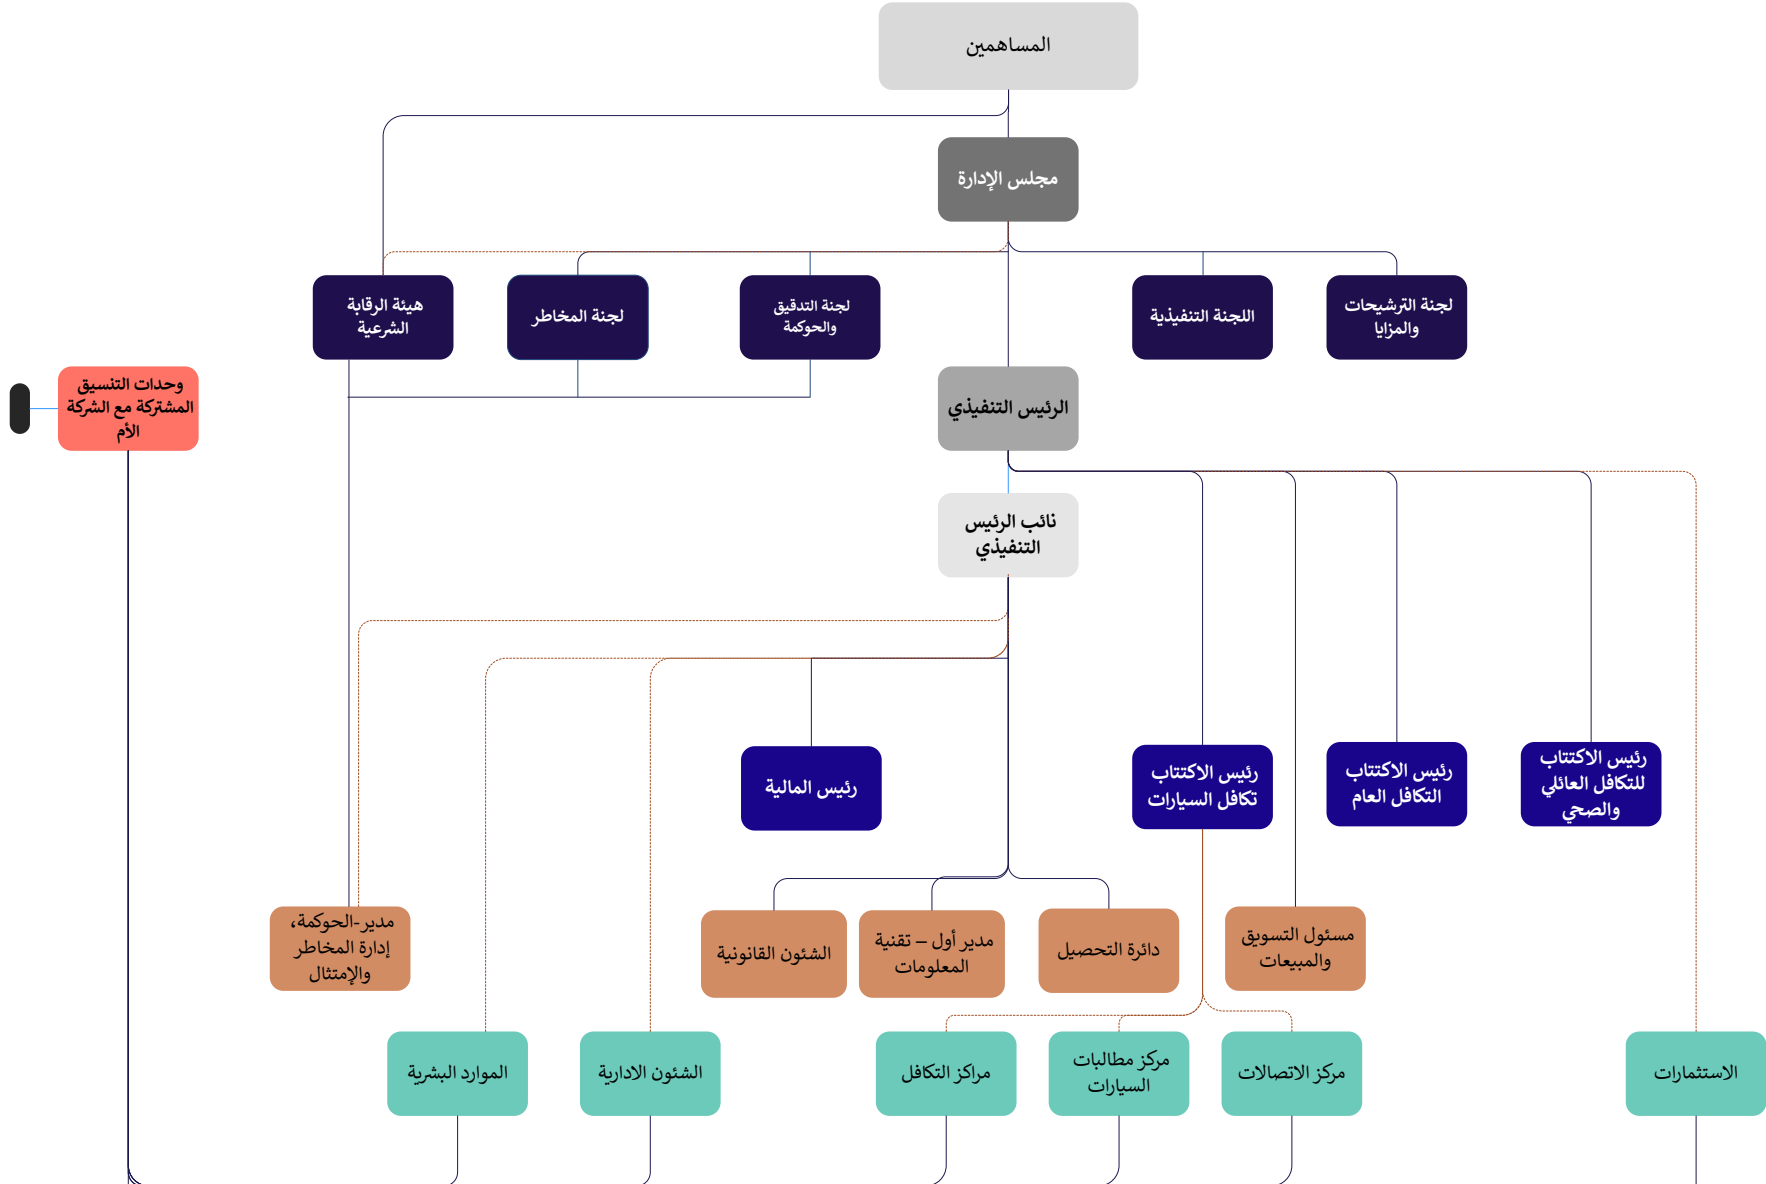 المساهمين
مجلس الإدارة
لجنة الترشيحات
والمزايا
اللجنة التنفيذية
لجنة التدقيق
والحوكمة
لجنة المخاطر
هيئة الرقابة
الشرعية
الرئيس التنفيذي
وحدات التنسيق
المشتركة مع الشركة
الأم
نائب الرئيس
التنفيذي
رئيس الاكتتاب
للتكافل العائلي
والصحي
رئيس الاكتتاب
التكافل العام
رئيس الاكتتاب
تكافل السيارات
رئيس المالية
مسئول التسويق
والمبيعات
دائرة التحصيل
مدير أول – تقنية
المعلومات
الشئون القانونية
مدير-الحوكمة،
إدارة المخاطر
والإمتثال
الاستثمارات
مركز الاتصالات
مركز مطالبات
السيارات
مراكز التكافل
الشئون الادارية
الموارد البشرية